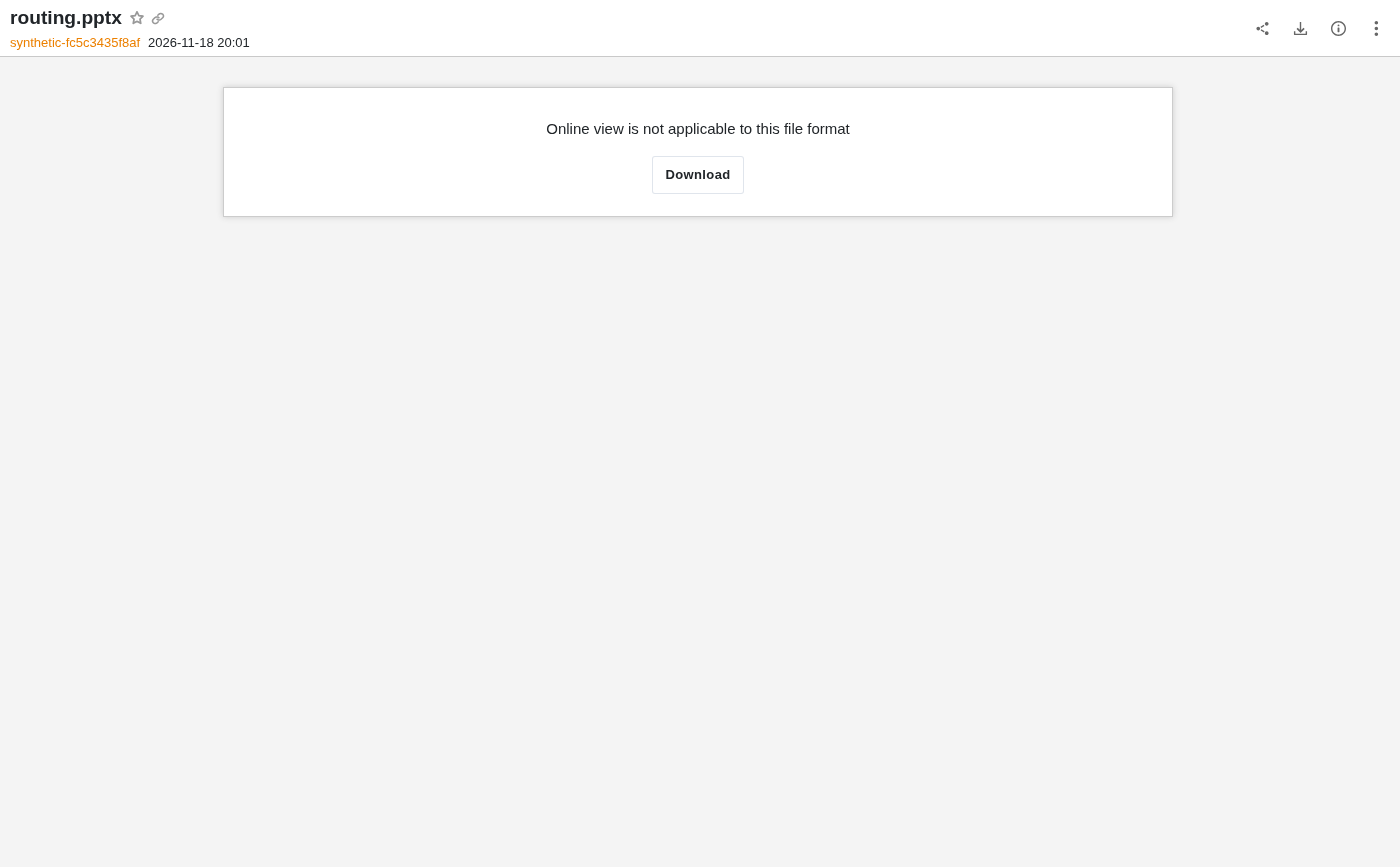 routing.pptx
synthetic-fc5c3435f8af 2026-11-18 20:01
Online view is not applicable to this file format
Download